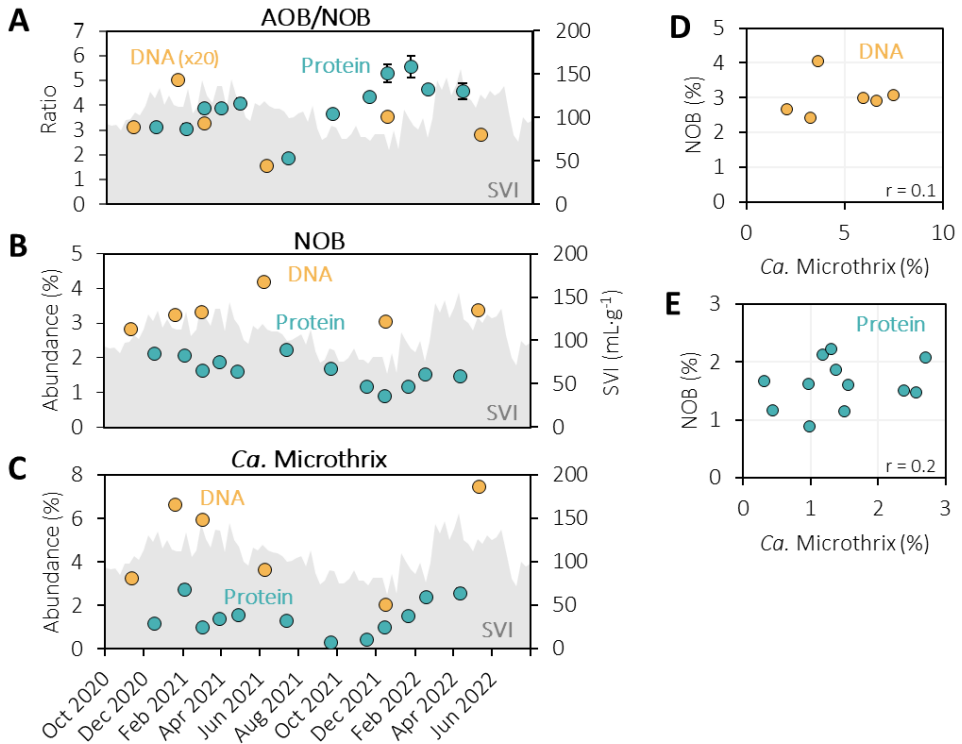 A
AOB/NOB
DNA (x20)
Protein
SVI
Ratio
7
6
5
4
3
2
1
0
200
150
100
50
0
B
NOB
DNA
Protein
SVI
Abundance (%)
5
4
3
2
1
0
200
150
100
50
0
SVI (mL·g-1)
C
Ca. Microthrix
DNA
Protein
SVI
Abundance (%)
8
6
4
2
0
200
150
100
50
0
Oct 2020
Dec 2020
Feb 2021
Apr 2021
Jun 2021
Aug 2021
Oct 2021
Dec 2021
Feb 2022
Apr 2022
Jun 2022
D
DNA
NOB (%)
5
4
3
2
1
0
r = 0.1
0 5 10
Ca. Microthrix (%)
E
Protein
NOB (%)
3
2
1
0
r = 0.2
0 1 2 3
Ca. Microthrix (%)